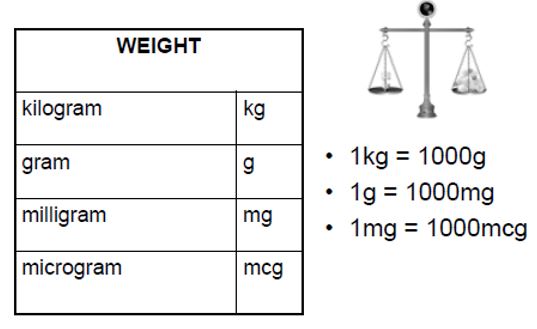 WEIGHT
kilogram kg
gram g
milligram mg
microgram mcg
• 1kg = 1000g
• 1g = 1000mg
• 1mg = 1000mcg